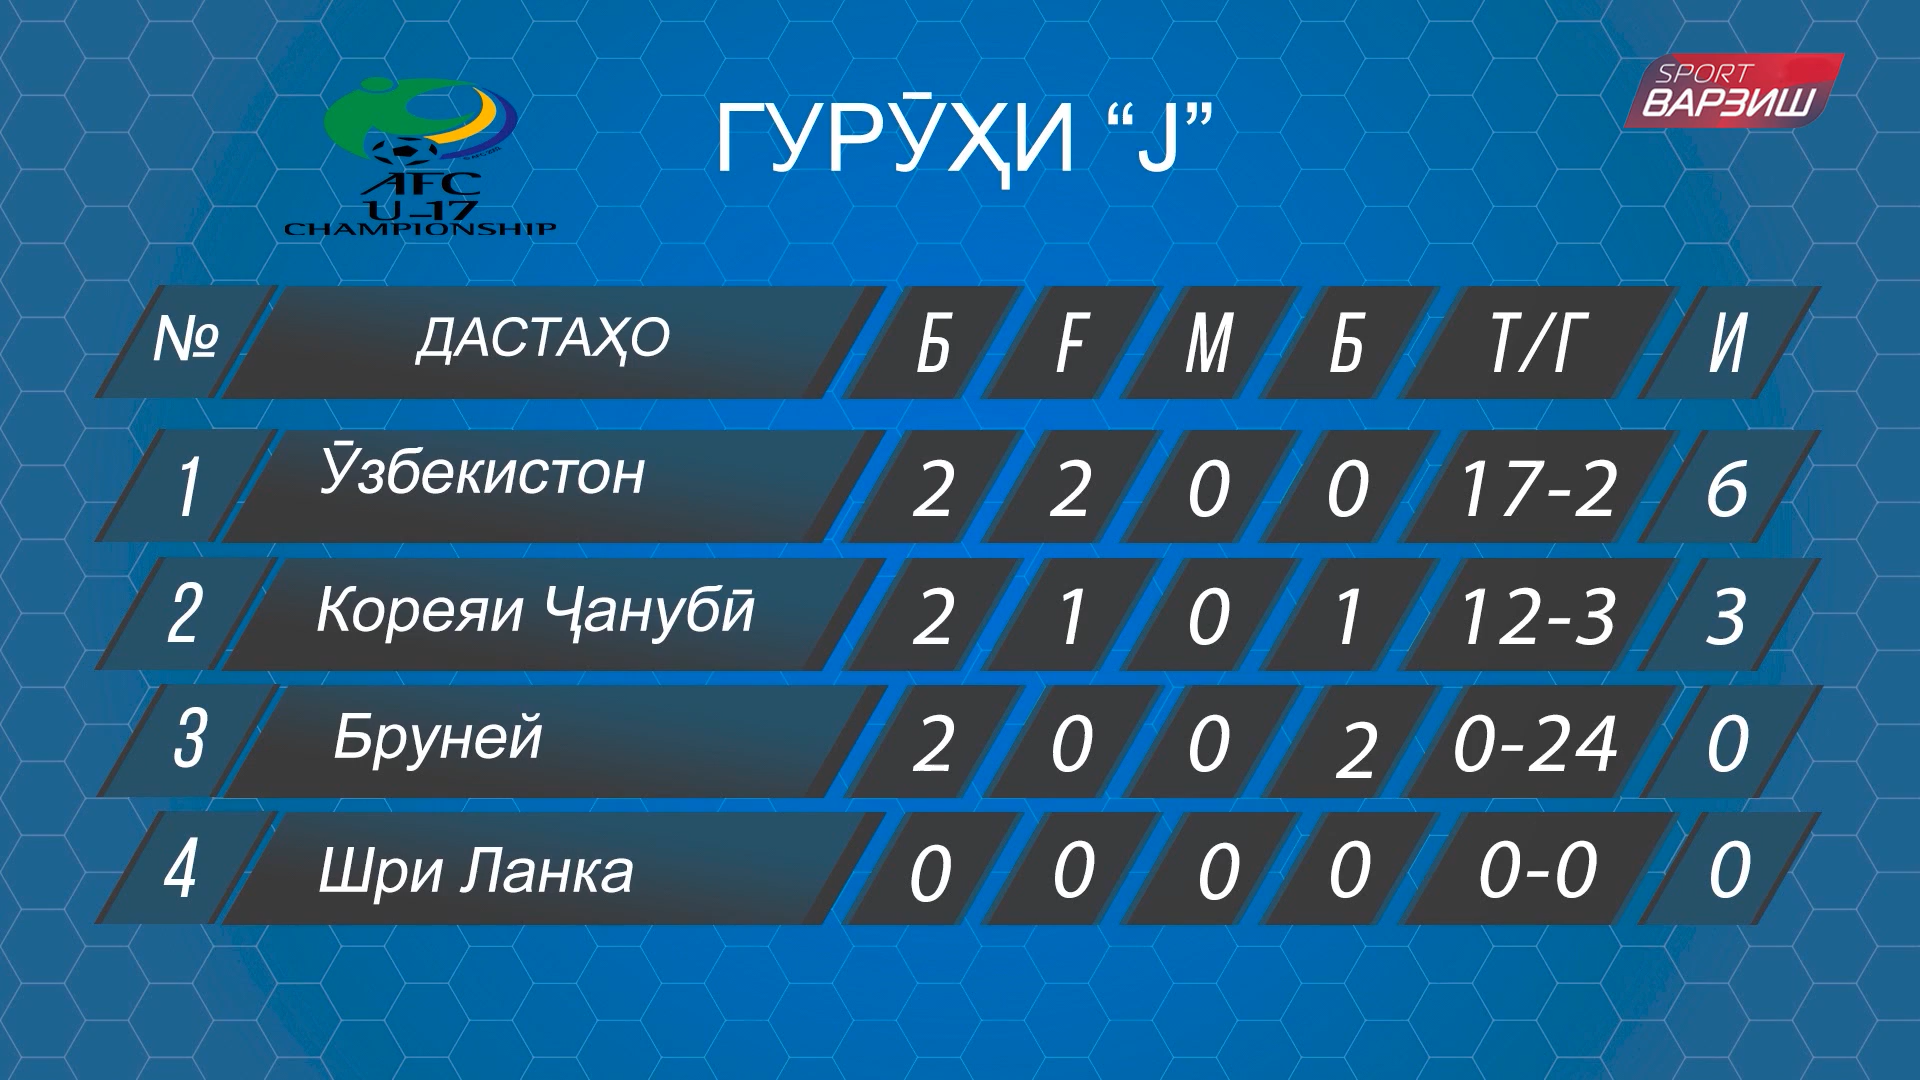 SPORT
ВАРЗИШ
ГУРӮҲИ “J”
AFC
U-17
CHAMPIONSHIP
№ ДАСТАҲО Б Ғ М Б Т/Г И
1 Ӯзбекистон 2 2 0 0 17-2 6
2 Кореяи Ҷанубӣ 2 1 0 1 12-3 3
3 Бруней 2 0 0 2 0-24 0
4 Шри Ланка 0 0 0 0 0-0 0